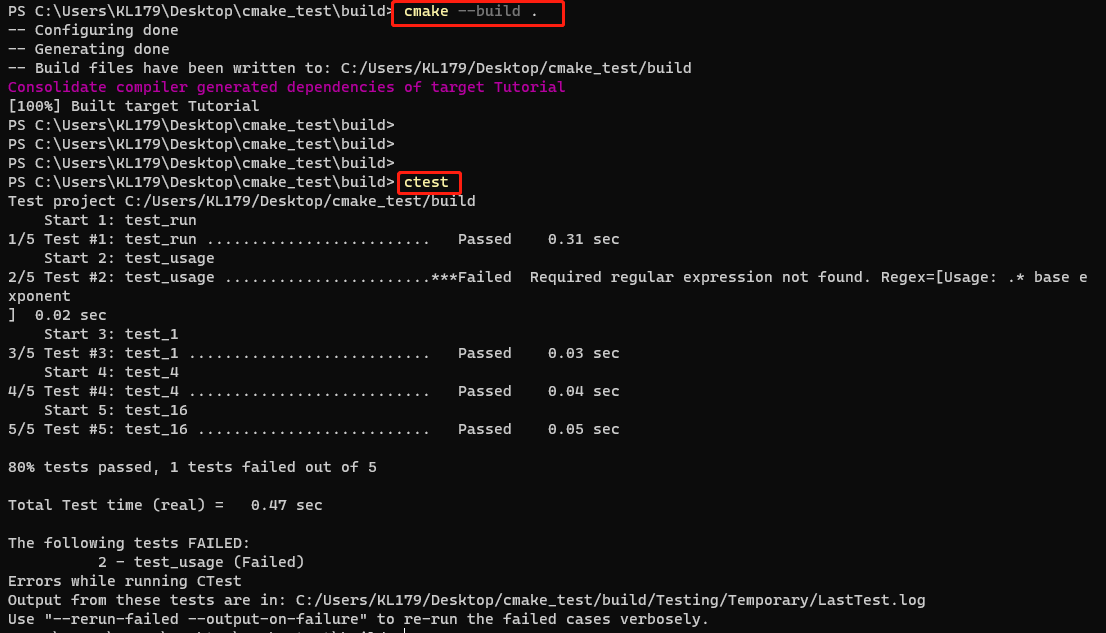 PS C:\Users\KL179\Desktop\cmake_test\build> cmake --build .
-- Configuring done
-- Generating done
-- Build files have been written to: C:/Users/KL179/Desktop/cmake_test/build
Consolidate compiler generated dependencies of target Tutorial
[100%] Built target Tutorial
PS C:\Users\KL179\Desktop\cmake_test\build>
PS C:\Users\KL179\Desktop\cmake_test\build>
PS C:\Users\KL179\Desktop\cmake_test\build>
PS C:\Users\KL179\Desktop\cmake_test\build> ctest
Test project C:/Users/KL179/Desktop/cmake_test/build
    Start 1: test_run
1/5 Test #1: test_run .........................   Passed    0.31 sec
    Start 2: test_usage
2/5 Test #2: test_usage .......................***Failed  Required regular expression not found. Regex=[Usage: .* base e
xponent
]  0.02 sec
    Start 3: test_1
3/5 Test #3: test_1 ...........................   Passed    0.03 sec
    Start 4: test_4
4/5 Test #4: test_4 ...........................   Passed    0.04 sec
    Start 5: test_16
5/5 Test #5: test_16 ..........................   Passed    0.05 sec
80% tests passed, 1 tests failed out of 5
Total Test time (real) =   0.47 sec
The following tests FAILED:
          2 - test_usage (Failed)
Errors while running CTest
Output from these tests are in: C:/Users/KL179/Desktop/cmake_test/build/Testing/Temporary/LastTest.log
Use "--rerun-failed --output-on-failure" to re-run the failed cases verbosely.